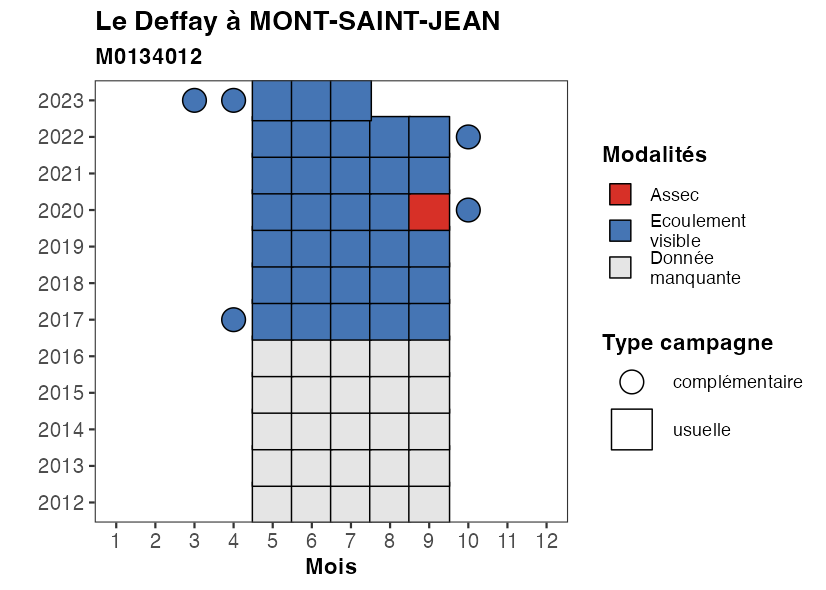 Le Deffay à MONT-SAINT-JEAN
M0134012
2023
2022
2021
2020
2019
2018
2017
2016
2015
2014
2013
2012
1 2 3 4 5 6 7 8 9 10 11 12
Mois
Modalités
Assec
Ecoulement
visible
Donnée
manquante
Type campagne
complémentaire
usuelle